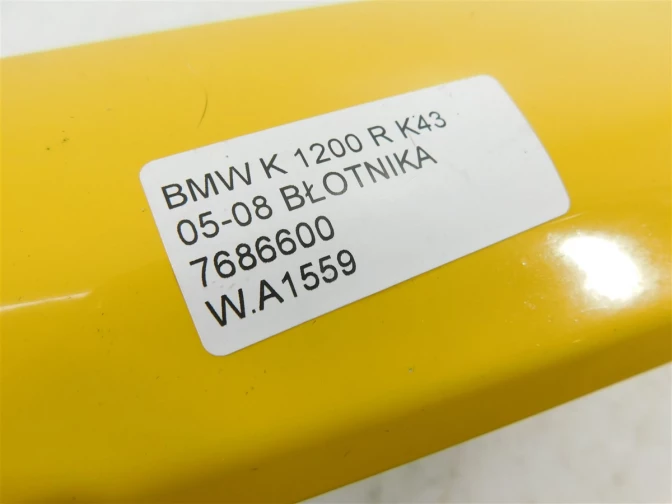 BMW K 1200 R K43
05-08 BŁOTNIKA
7686600
W.A1559